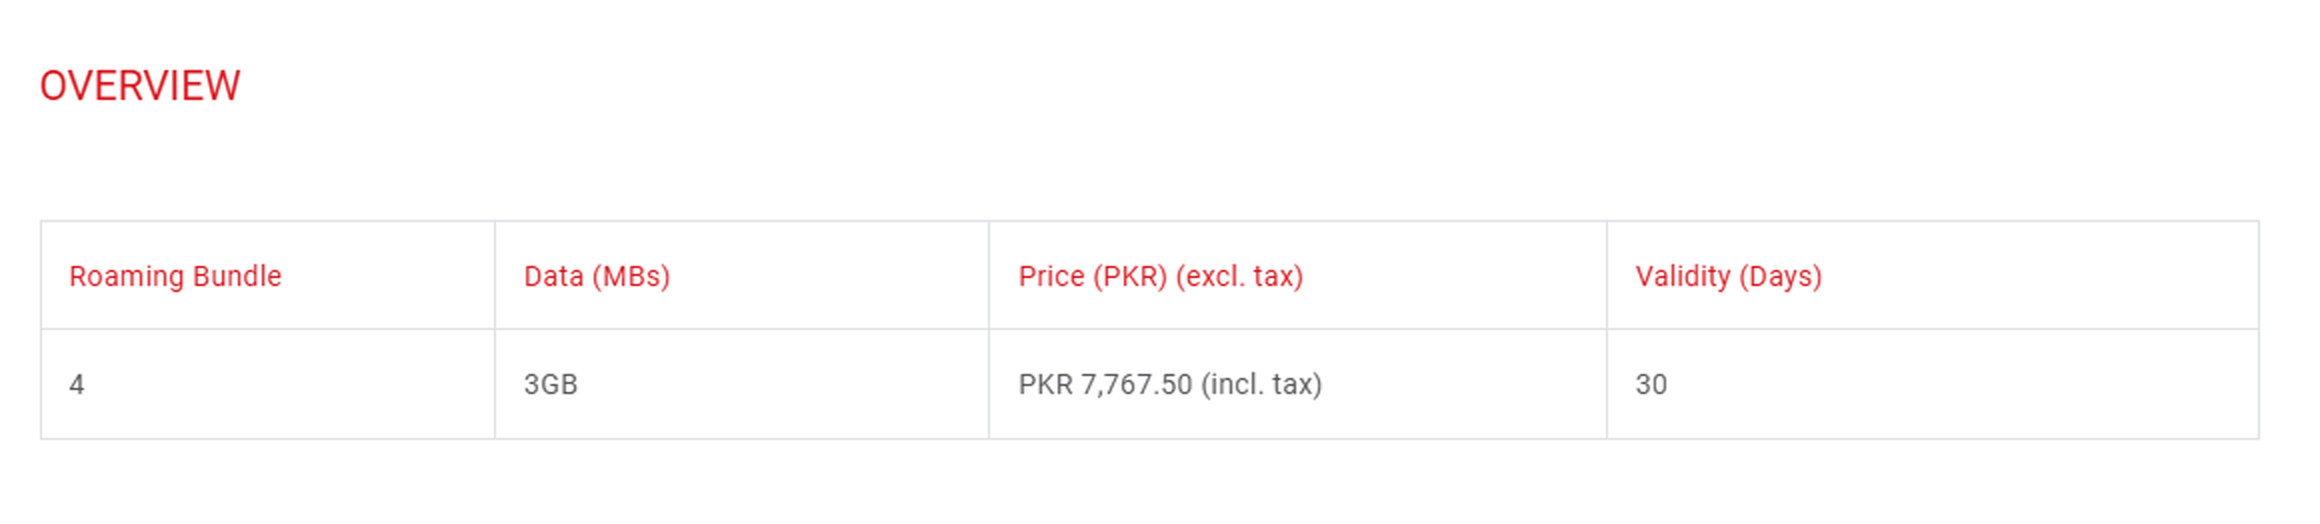 OVERVIEW
Roaming Bundle Data (MBs) Price (PKR) (excl. tax) Validity (Days)
4 3GB PKR 7,767.50 (incl. tax) 30